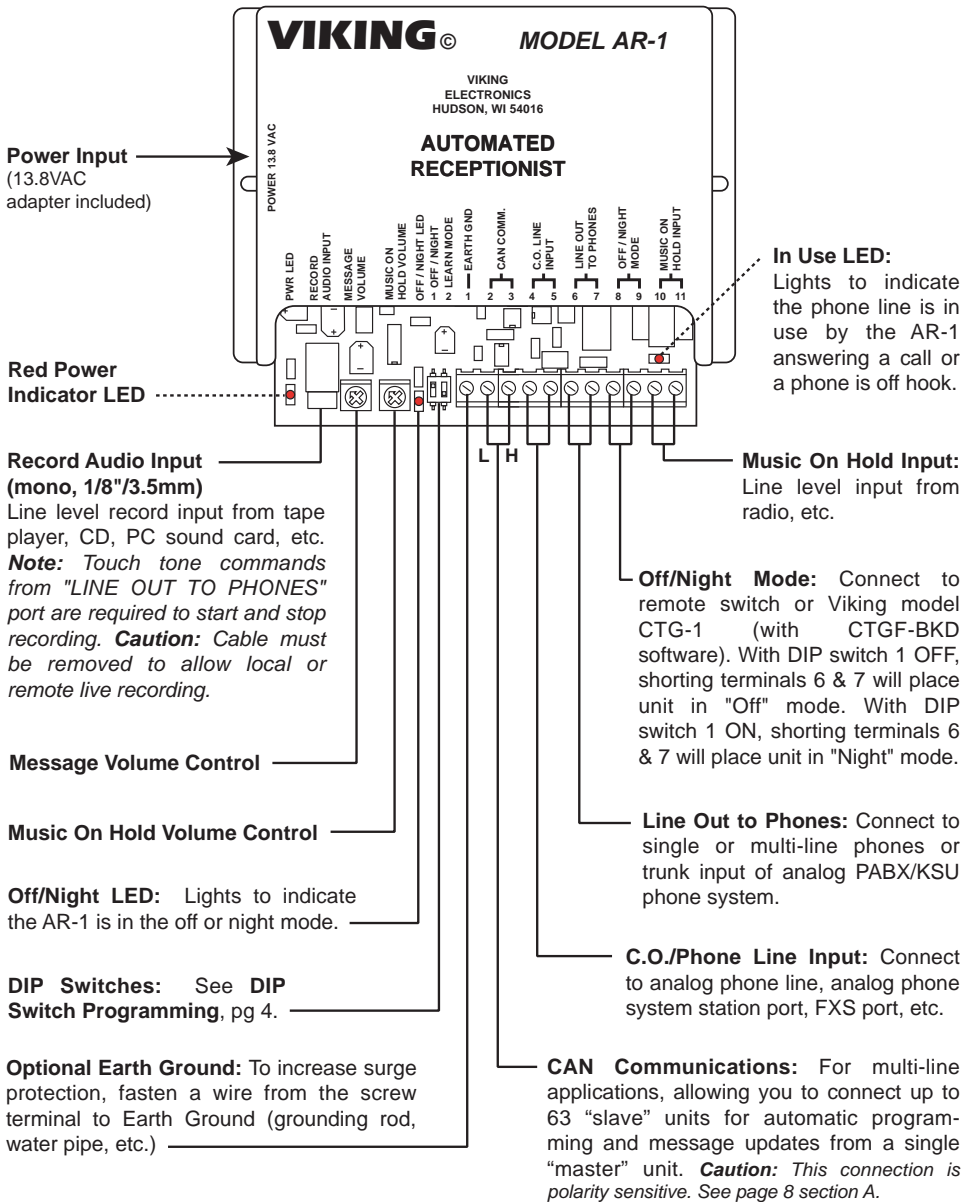 VIKING© MODEL AR-1
VIKING
ELECTRONICS
HUDSON, WI 54016
AUTOMATED
RECEPTIONIST
POWER 13.8 VAC
Power Input
(13.8VAC
adapter included)
PWR LED
RECORD
AUDIO INPUT
MESSAGE
VOLUME
MUSIC ON
HOLD VOLUME
OFF / NIGHT LED
1 OFF / NIGHT
2 LEARN MODE
1 EARTH GND
2 3 CAN COMM.
4 5 C.O. LINE
INPUT
6 7 LINE OUT
TO PHONES
8 9 OFF / NIGHT
MODE
10 11 MUSIC ON
HOLD INPUT
In Use LED:
Lights to indicate
the phone line is in
use by the AR-1
answering a call or
a phone is off hook.
Red Power
Indicator LED
L H
Record Audio Input
(mono, 1/8"/3.5mm)
Line level record input from tape
player, CD, PC sound card, etc.
Note: Touch tone commands
from "LINE OUT TO PHONES"
port are required to start and stop
recording. Caution: Cable must
be removed to allow local or
remote live recording.
Music On Hold Input:
Line level input from
radio, etc.
Off/Night Mode: Connect to
remote switch or Viking model
CTG-1 (with CTGF-BKD
software). With DIP switch 1 OFF,
shorting terminals 6 & 7 will place
unit in "Off" mode. With DIP
switch 1 ON, shorting terminals 6
& 7 will place unit in "Night" mode.
Message Volume Control
Music On Hold Volume Control
Line Out to Phones: Connect to
single or multi-line phones or
trunk input of analog PABX/KSU
phone system.
Off/Night LED: Lights to indicate
the AR-1 is in the off or night mode.
C.O./Phone Line Input: Connect
to analog phone line, analog phone
system station port, FXS port, etc.
DIP Switches: See DIP
Switch Programming, pg 4.
Optional Earth Ground: To increase surge
protection, fasten a wire from the screw
terminal to Earth Ground (grounding rod,
water pipe, etc.)
CAN Communications: For multi-line
applications, allowing you to connect up to
63 “slave” units for automatic program-
ming and message updates from a single
“master” unit. Caution: This connection is
polarity sensitive. See page 8 section A.